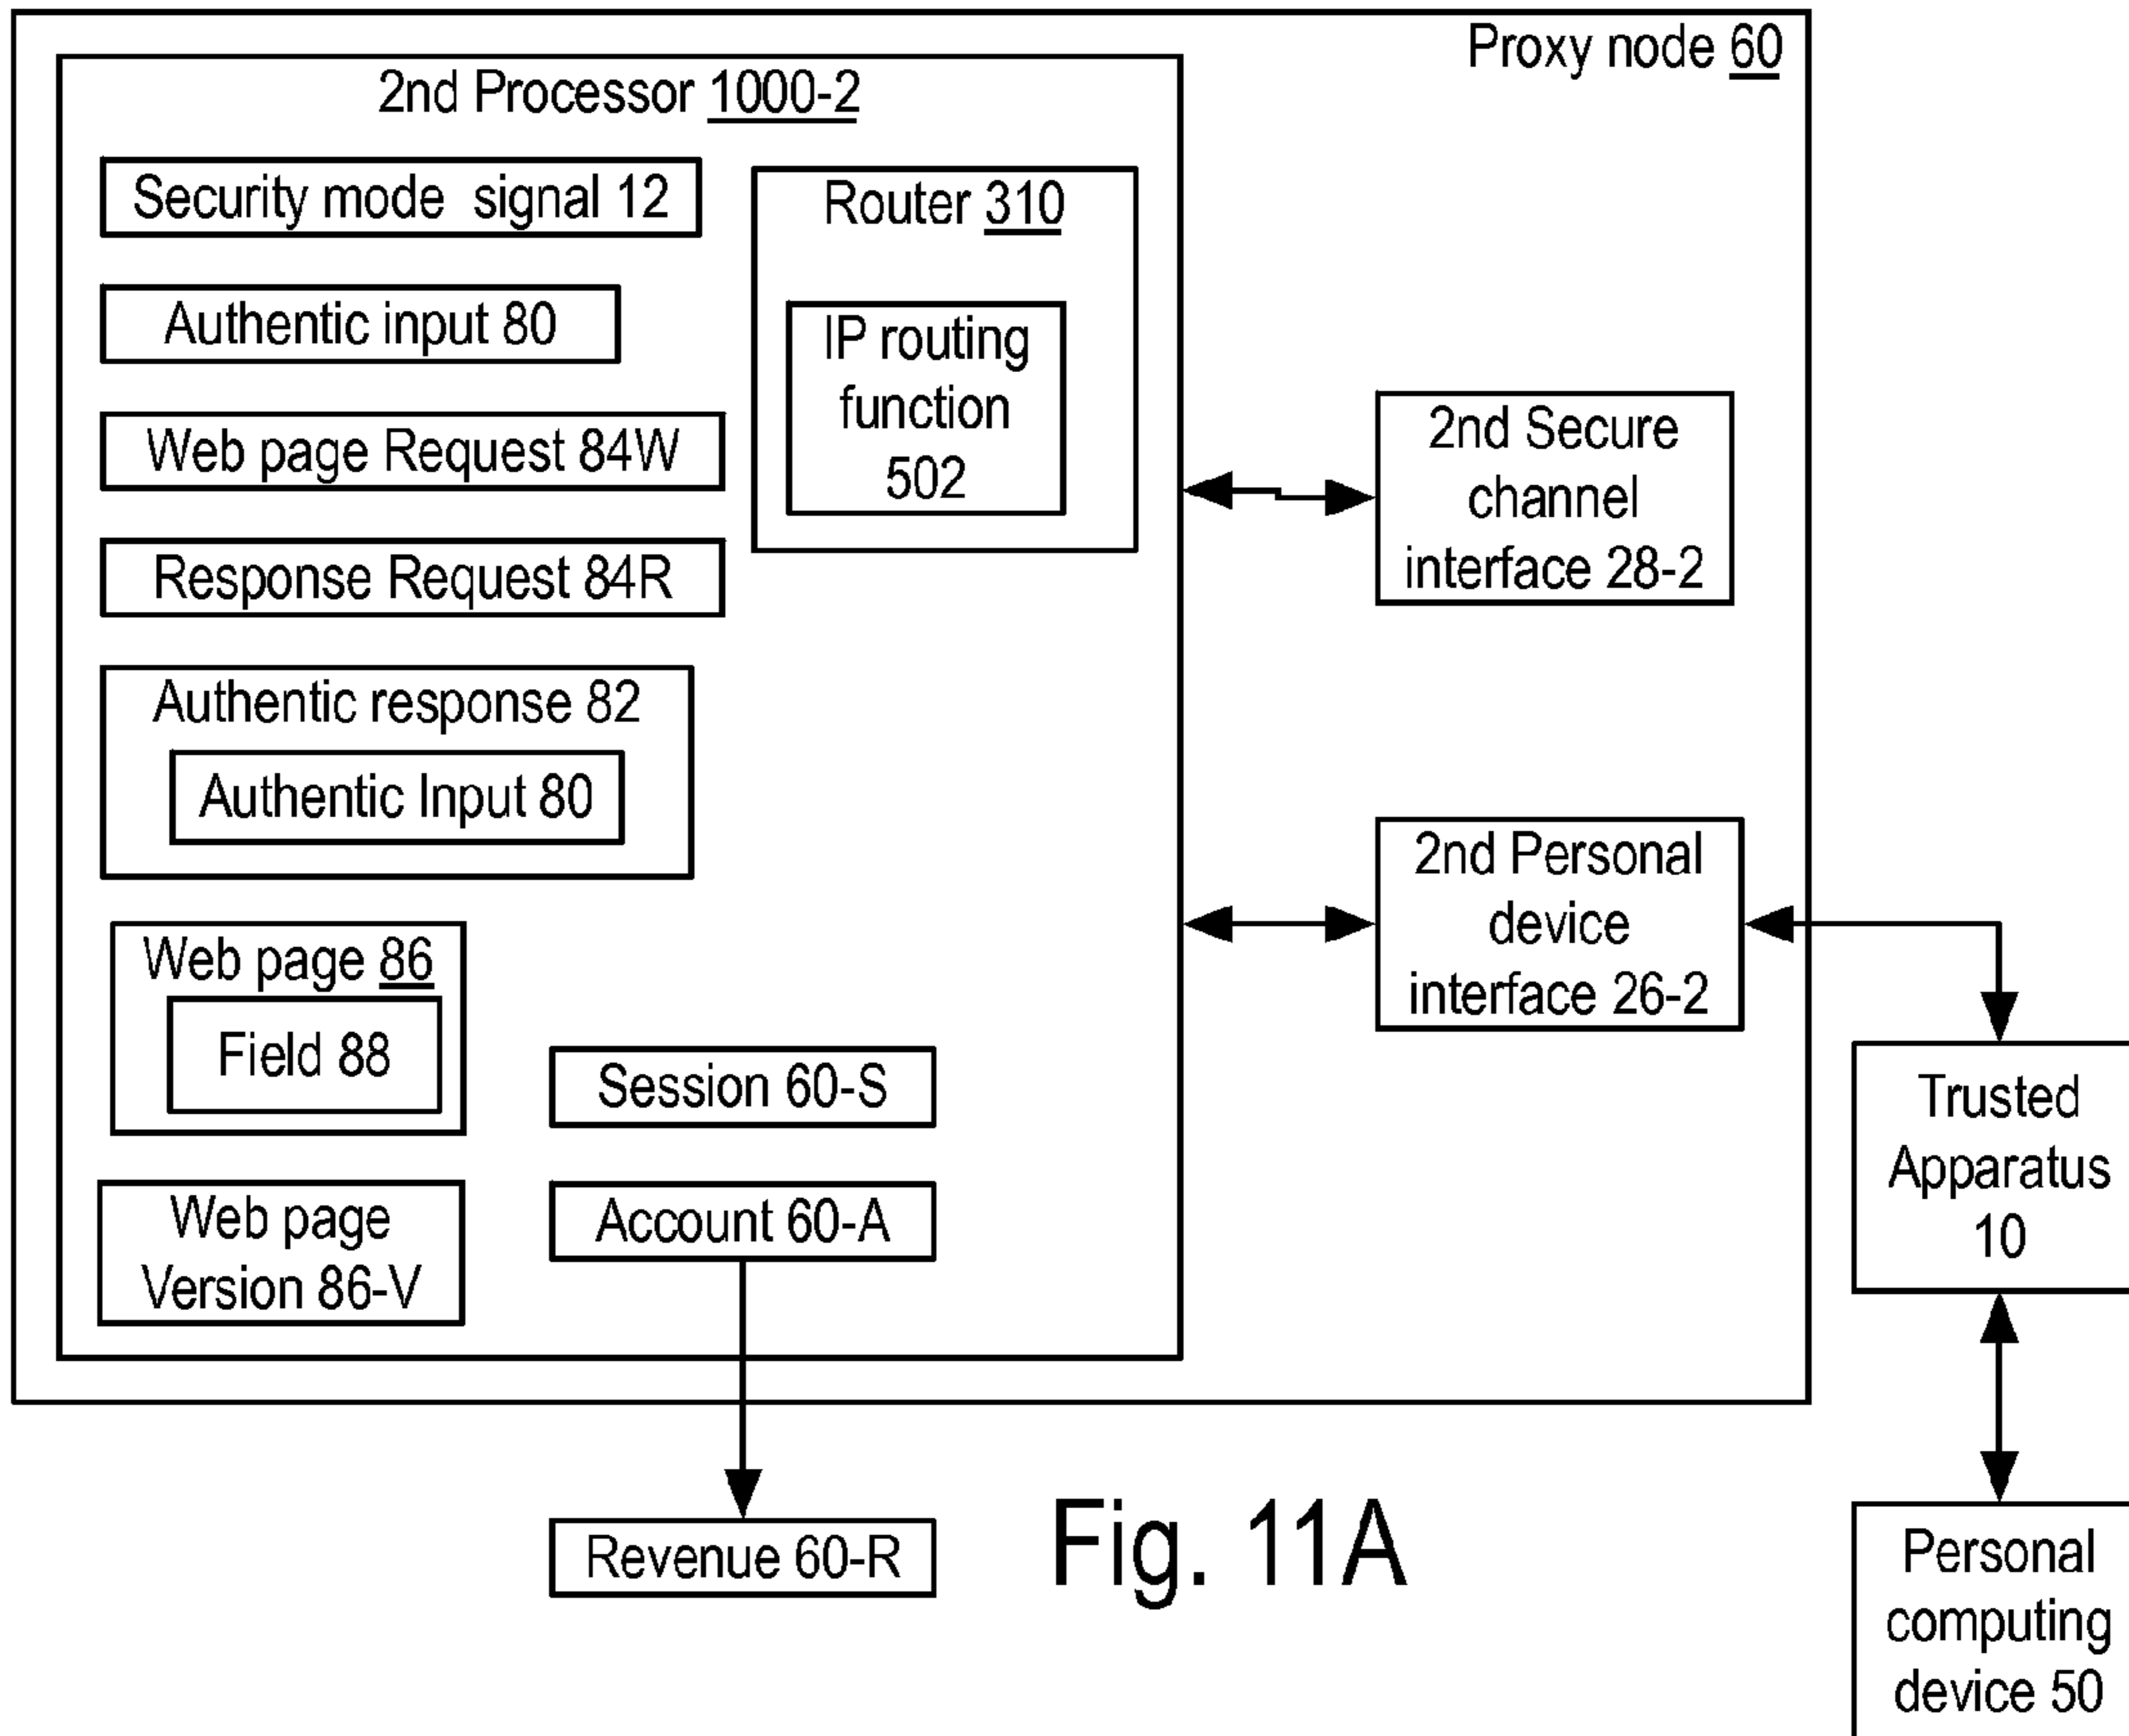 Proxy node 60
2nd Processor 1000-2
Security mode signal 12
Authentic input 80
Web page Request 84W
Response Request 84R
Authentic response 82
Authentic Input 80
Web page 86
Field 88
Web page
Version 86-V
Session 60-S
Account 60-A
Router 310
IP routing
function
502
2nd Secure
channel
interface 28-2
2nd Personal
device
interface 26-2
Trusted
Apparatus
10
Personal
computing
device 50
Revenue 60-R
Fig. 11A